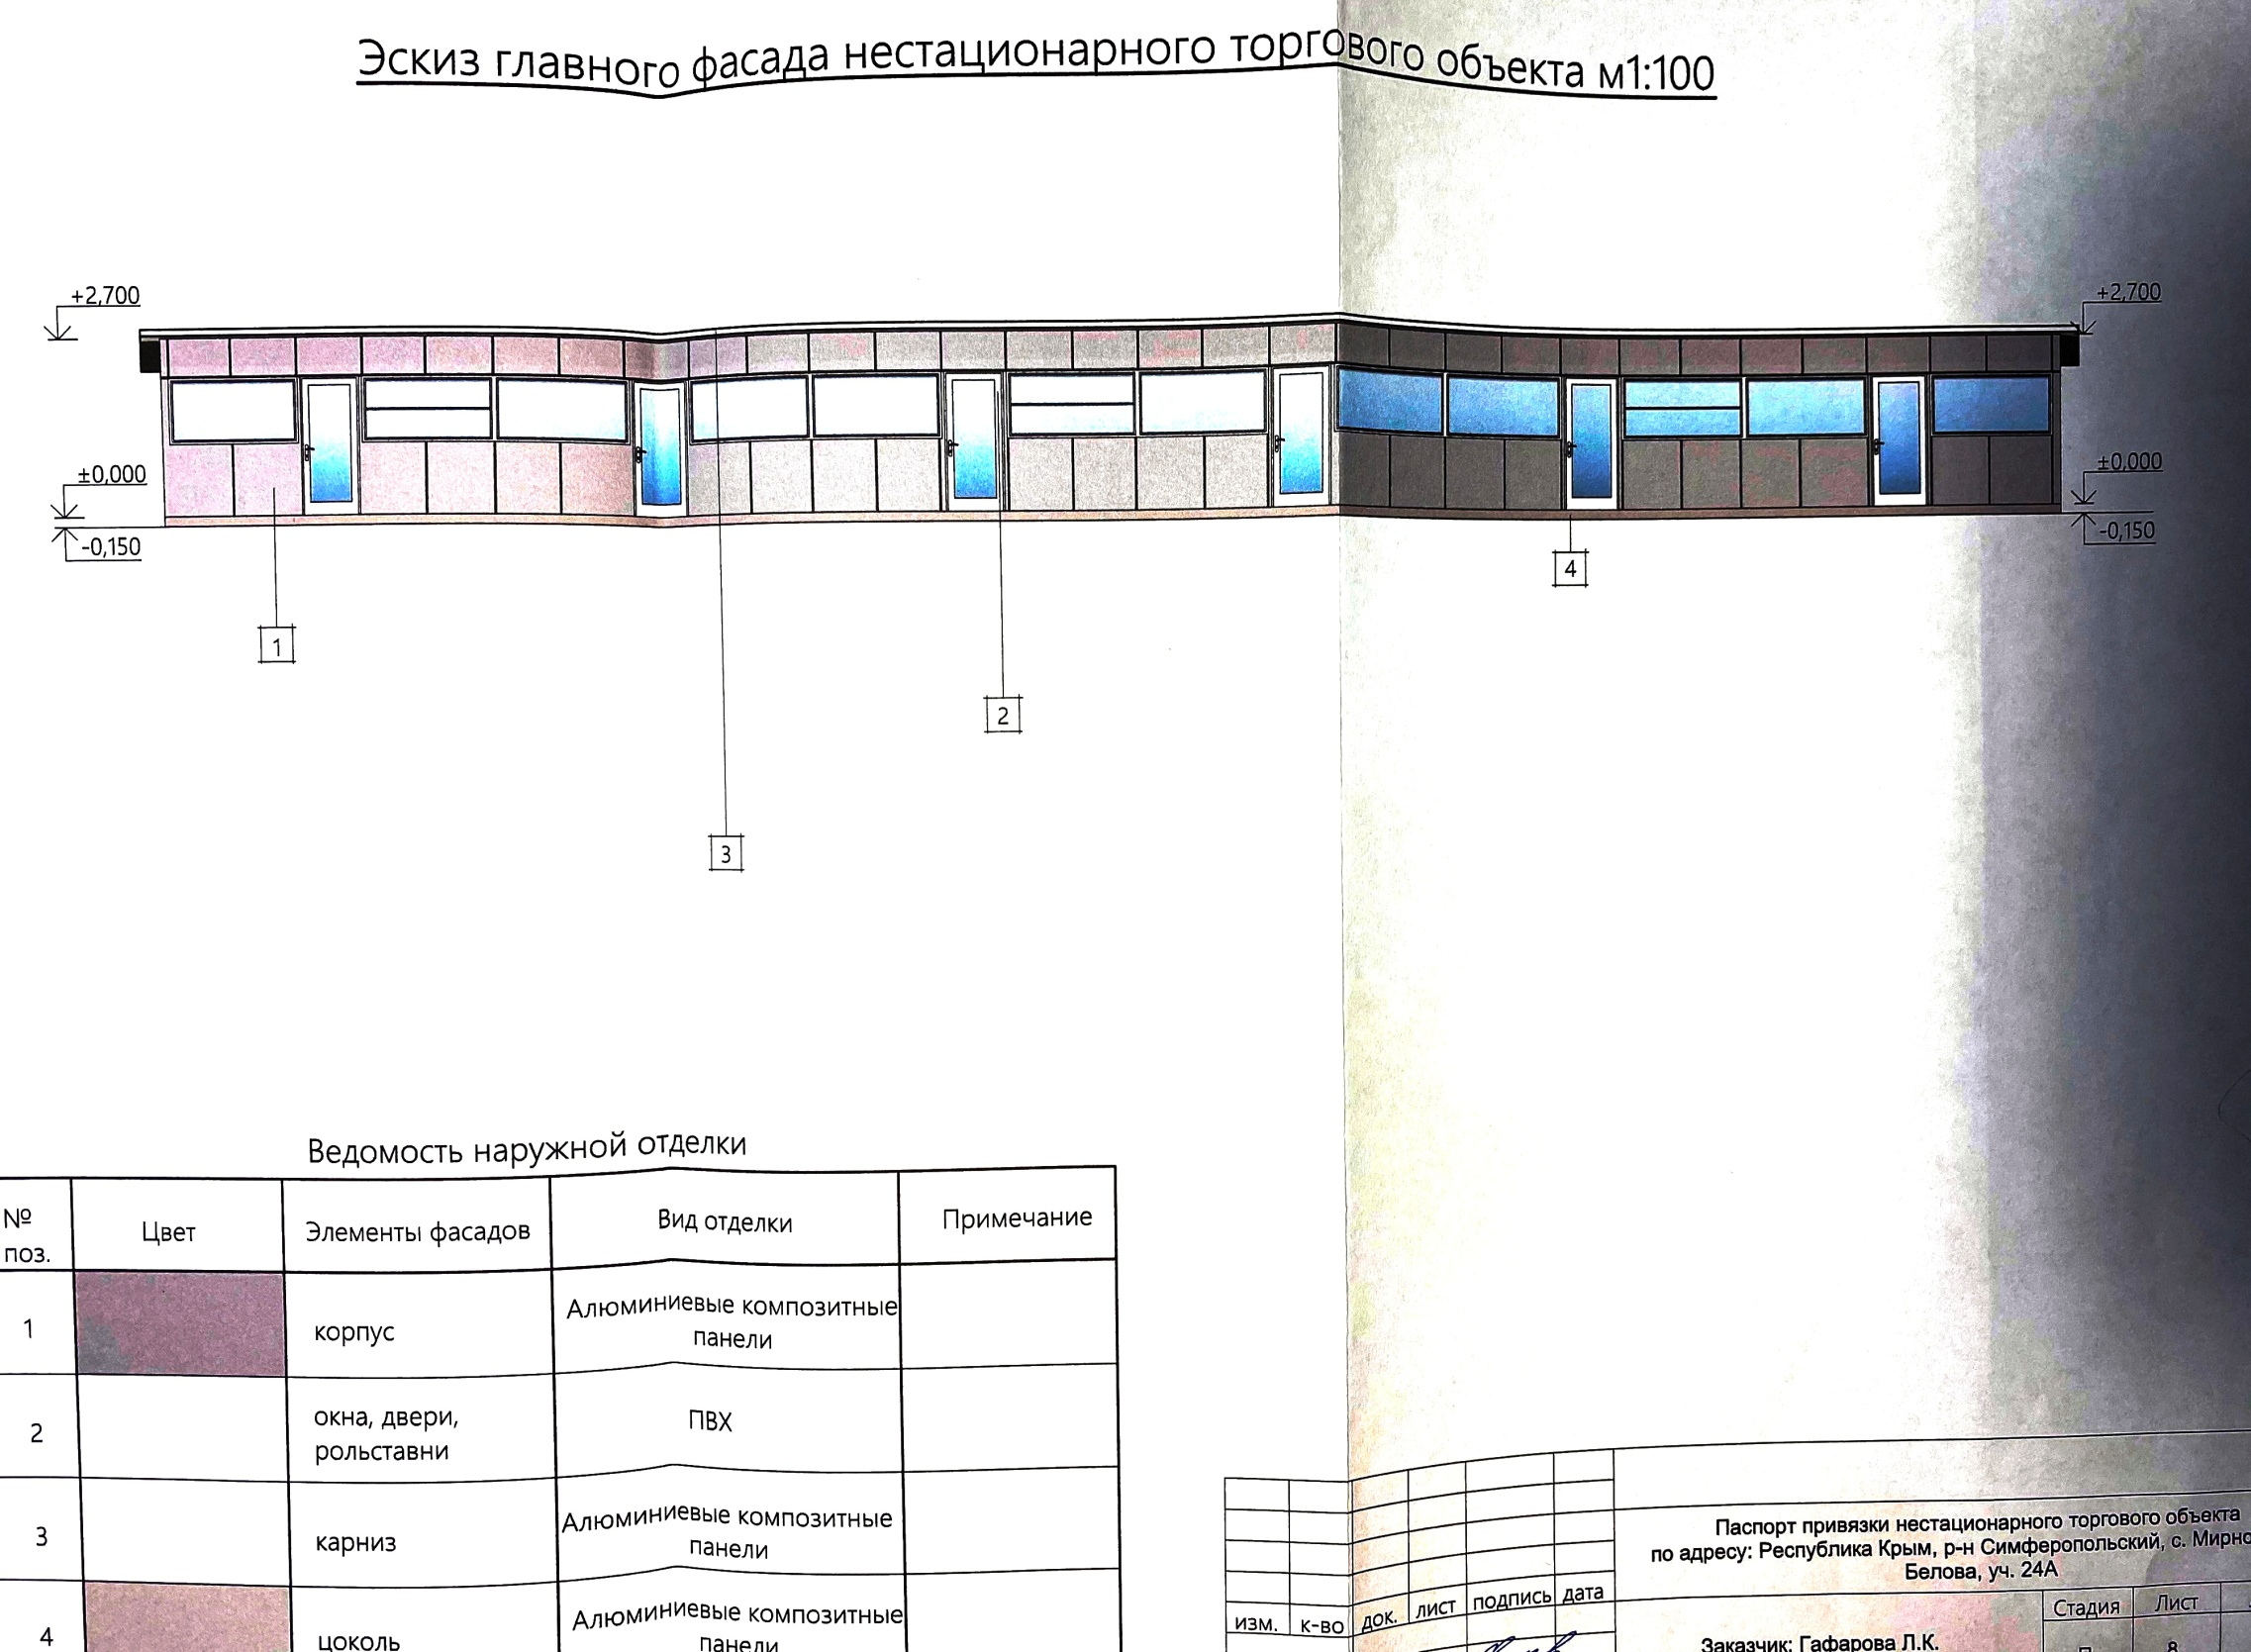 Эскиз главного фасада нестационарного торгового объекта м1:100
+2,700
+2,700
±0,000
±0,000
-0,150
-0,150
4
1
2
3
Ведомость наружной отделки
№ поз.
Цвет
Элементы фасадов
Вид отделки
Примечание
1
корпус
Алюминиевые композитные
панели
2
окна, двери,
рольставни
ПВХ
3
карниз
Алюминиевые композитные
панели
4
цоколь
Алюминиевые композитные
панели
Паспорт привязки нестационарного торгового объекта
по адресу: Республика Крым, р-н Симферопольский, с. Мирно
Белова, уч. 24А
изм. к-во док. лист подпись дата
Стадия Лист
Заказчик: Гафарова Л.К.
8